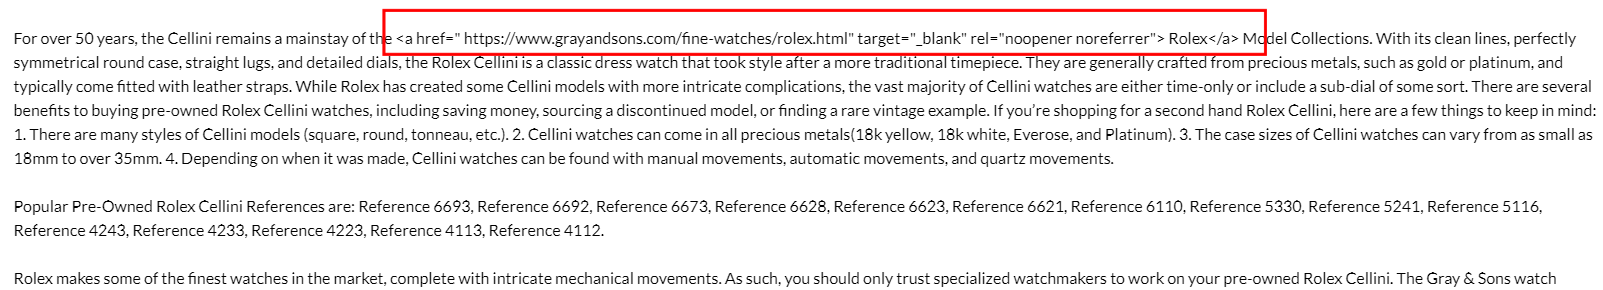 For over 50 years, the Cellini remains a mainstay of the <a href=" https://www.grayandsons.com/fine-watches/rolex.html" target="_blank" rel="noopener noreferrer"> Rolex</a> Model Collections. With its clean lines, perfectly
symmetrical round case, straight lugs, and detailed dials, the Rolex Cellini is a classic dress watch that took style after a more traditional timepiece. They are generally crafted from precious metals, such as gold or platinum, and
typically come fitted with leather straps. While Rolex has created some Cellini models with more intricate complications, the vast majority of Cellini watches are either time-only or include a sub-dial of some sort. There are several
benefits to buying pre-owned Rolex Cellini watches, including saving money, sourcing a discontinued model, or finding a rare vintage example. If you’re shopping for a second hand Rolex Cellini, here are a few things to keep in mind:
1. There are many styles of Cellini models (square, round, tonneau, etc.). 2. Cellini watches can come in all precious metals(18k yellow, 18k white, Everose, and Platinum). 3. The case sizes of Cellini watches can vary from as small as
18mm to over 35mm. 4. Depending on when it was made, Cellini watches can be found with manual movements, automatic movements, and quartz movements.
Popular Pre-Owned Rolex Cellini References are: Reference 6693, Reference 6692, Reference 6673, Reference 6628, Reference 6623, Reference 6621, Reference 6110, Reference 5330, Reference 5241, Reference 5116,
Reference 4243, Reference 4233, Reference 4223, Reference 4113, Reference 4112.
Rolex makes some of the finest watches in the market, complete with intricate mechanical movements. As such, you should only trust specialized watchmakers to work on your pre-owned Rolex Cellini. The Gray & Sons watch